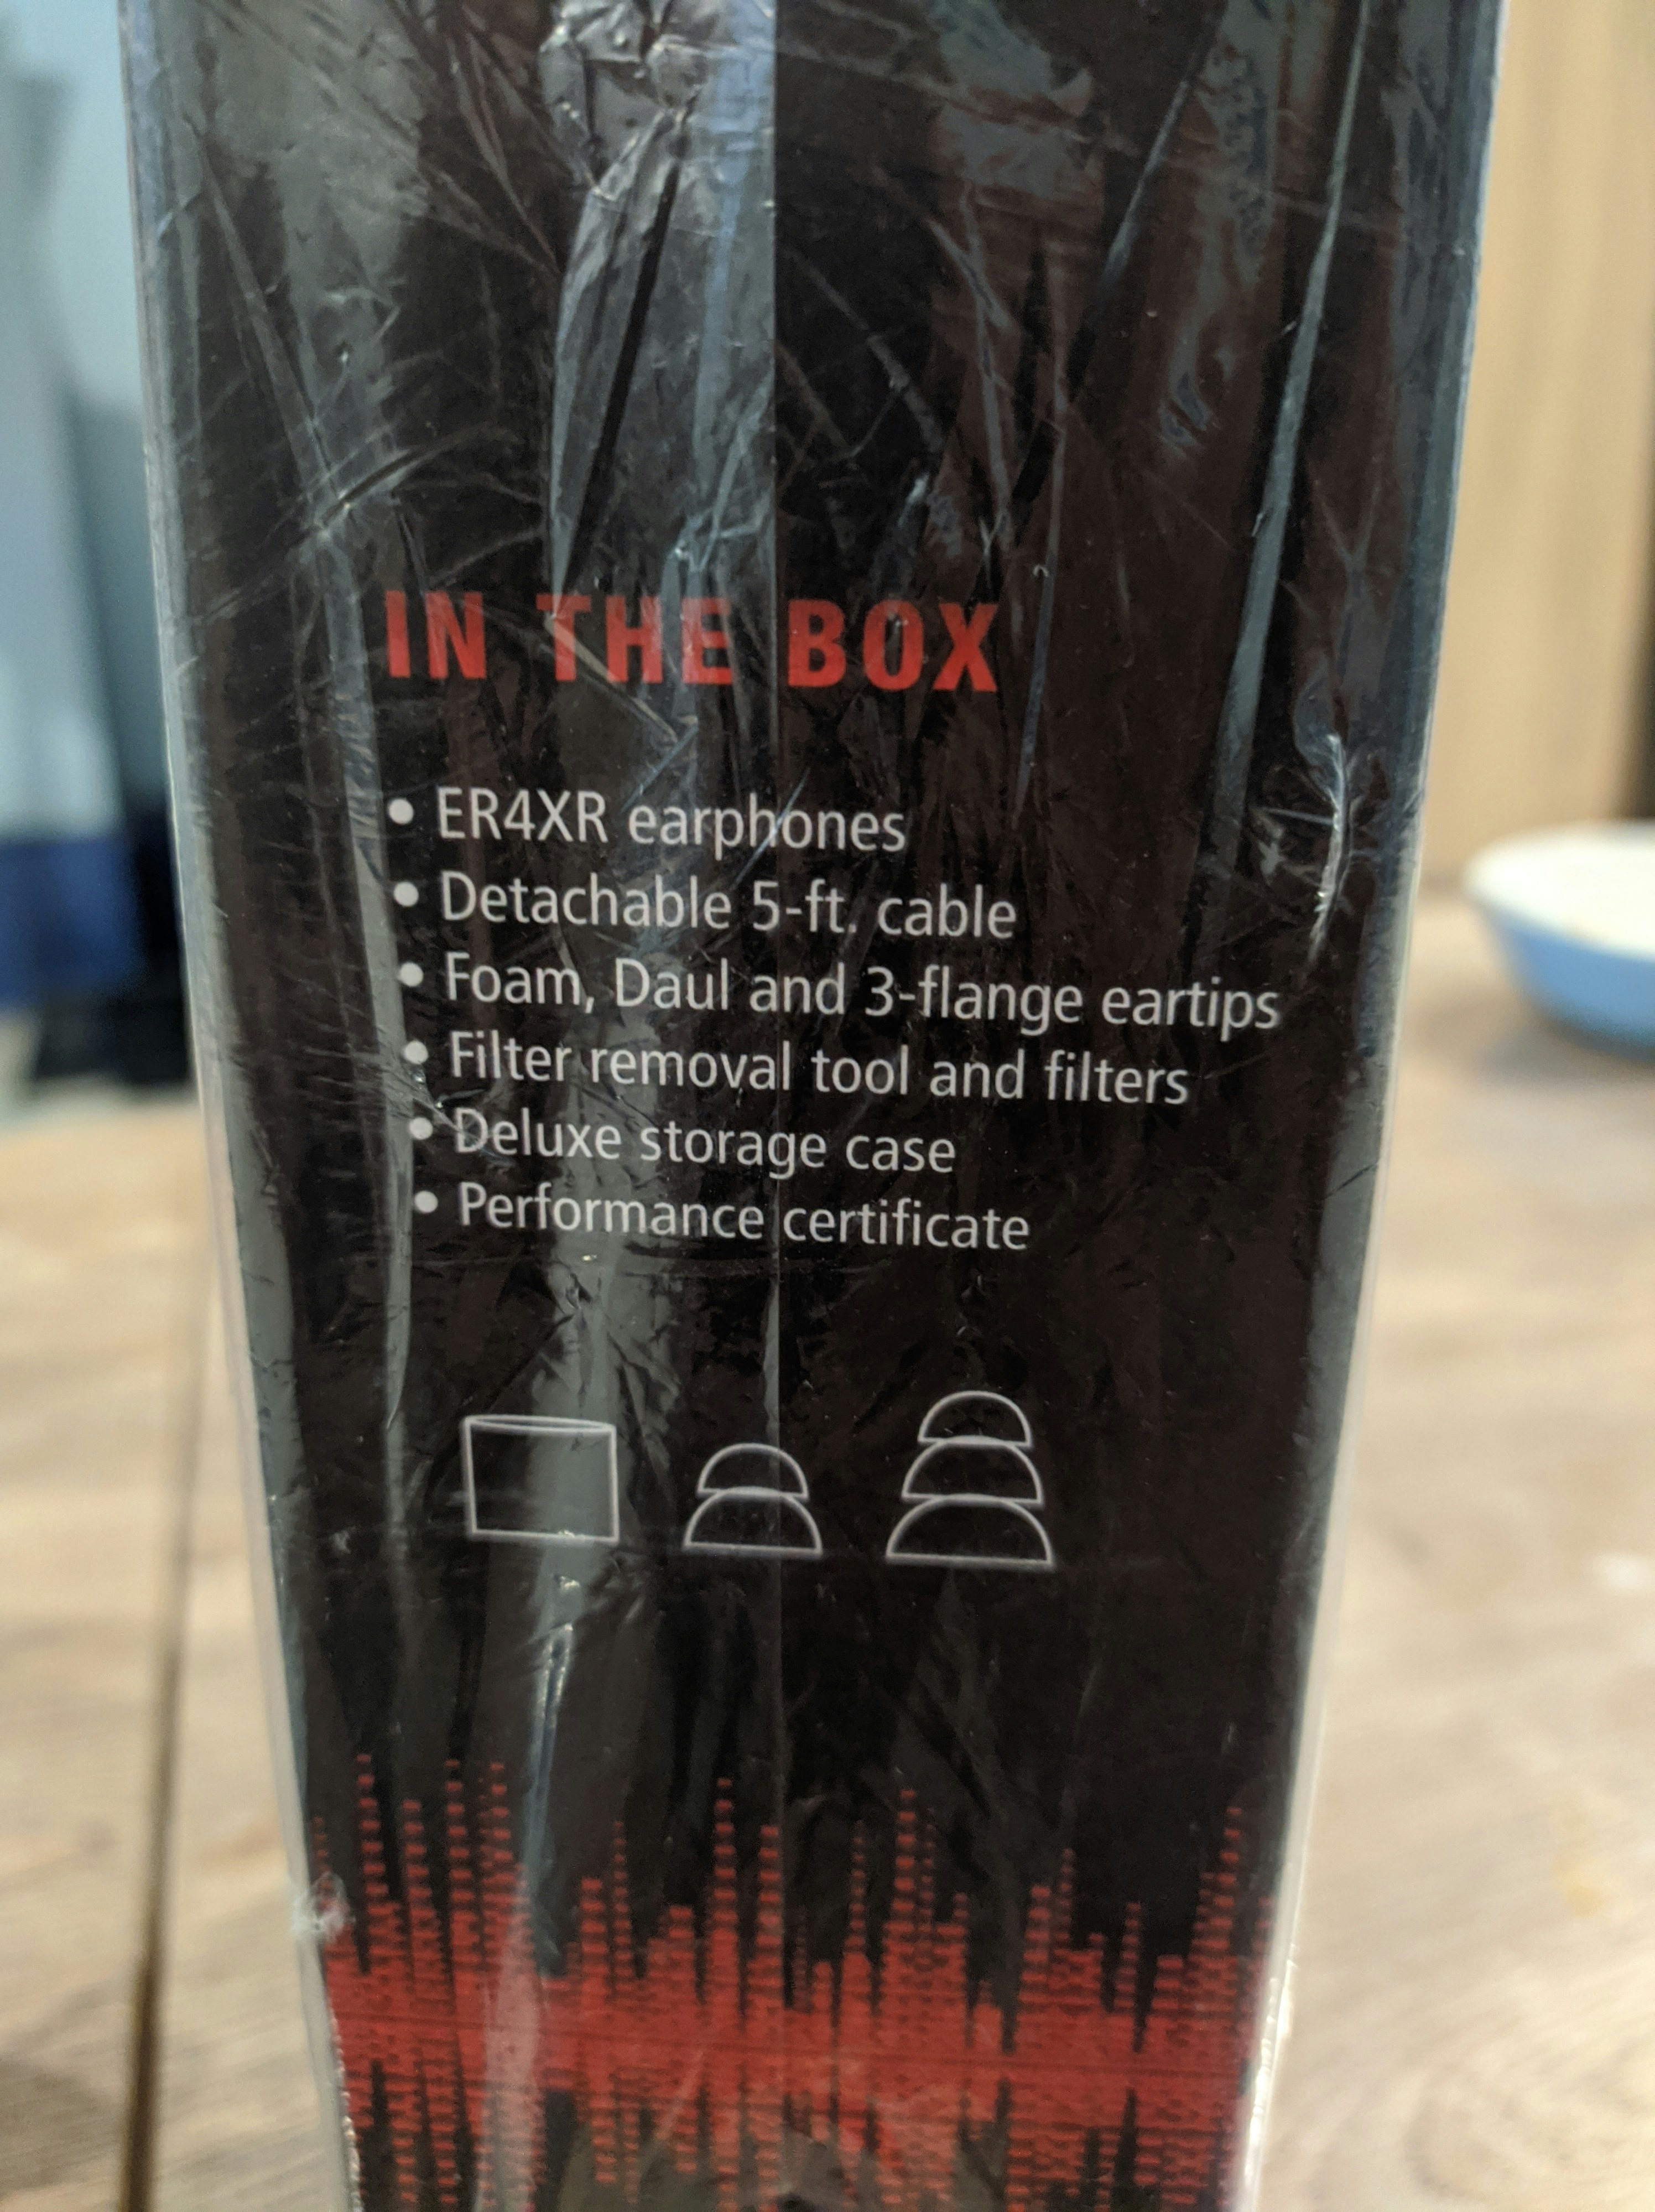 IN THE BOX
• ER4XR earphones
• Detachable 5-ft. cable
• Foam, Daul and 3-flange eartips
• Filter removal tool and filters
• Deluxe storage case
• Performance certificate